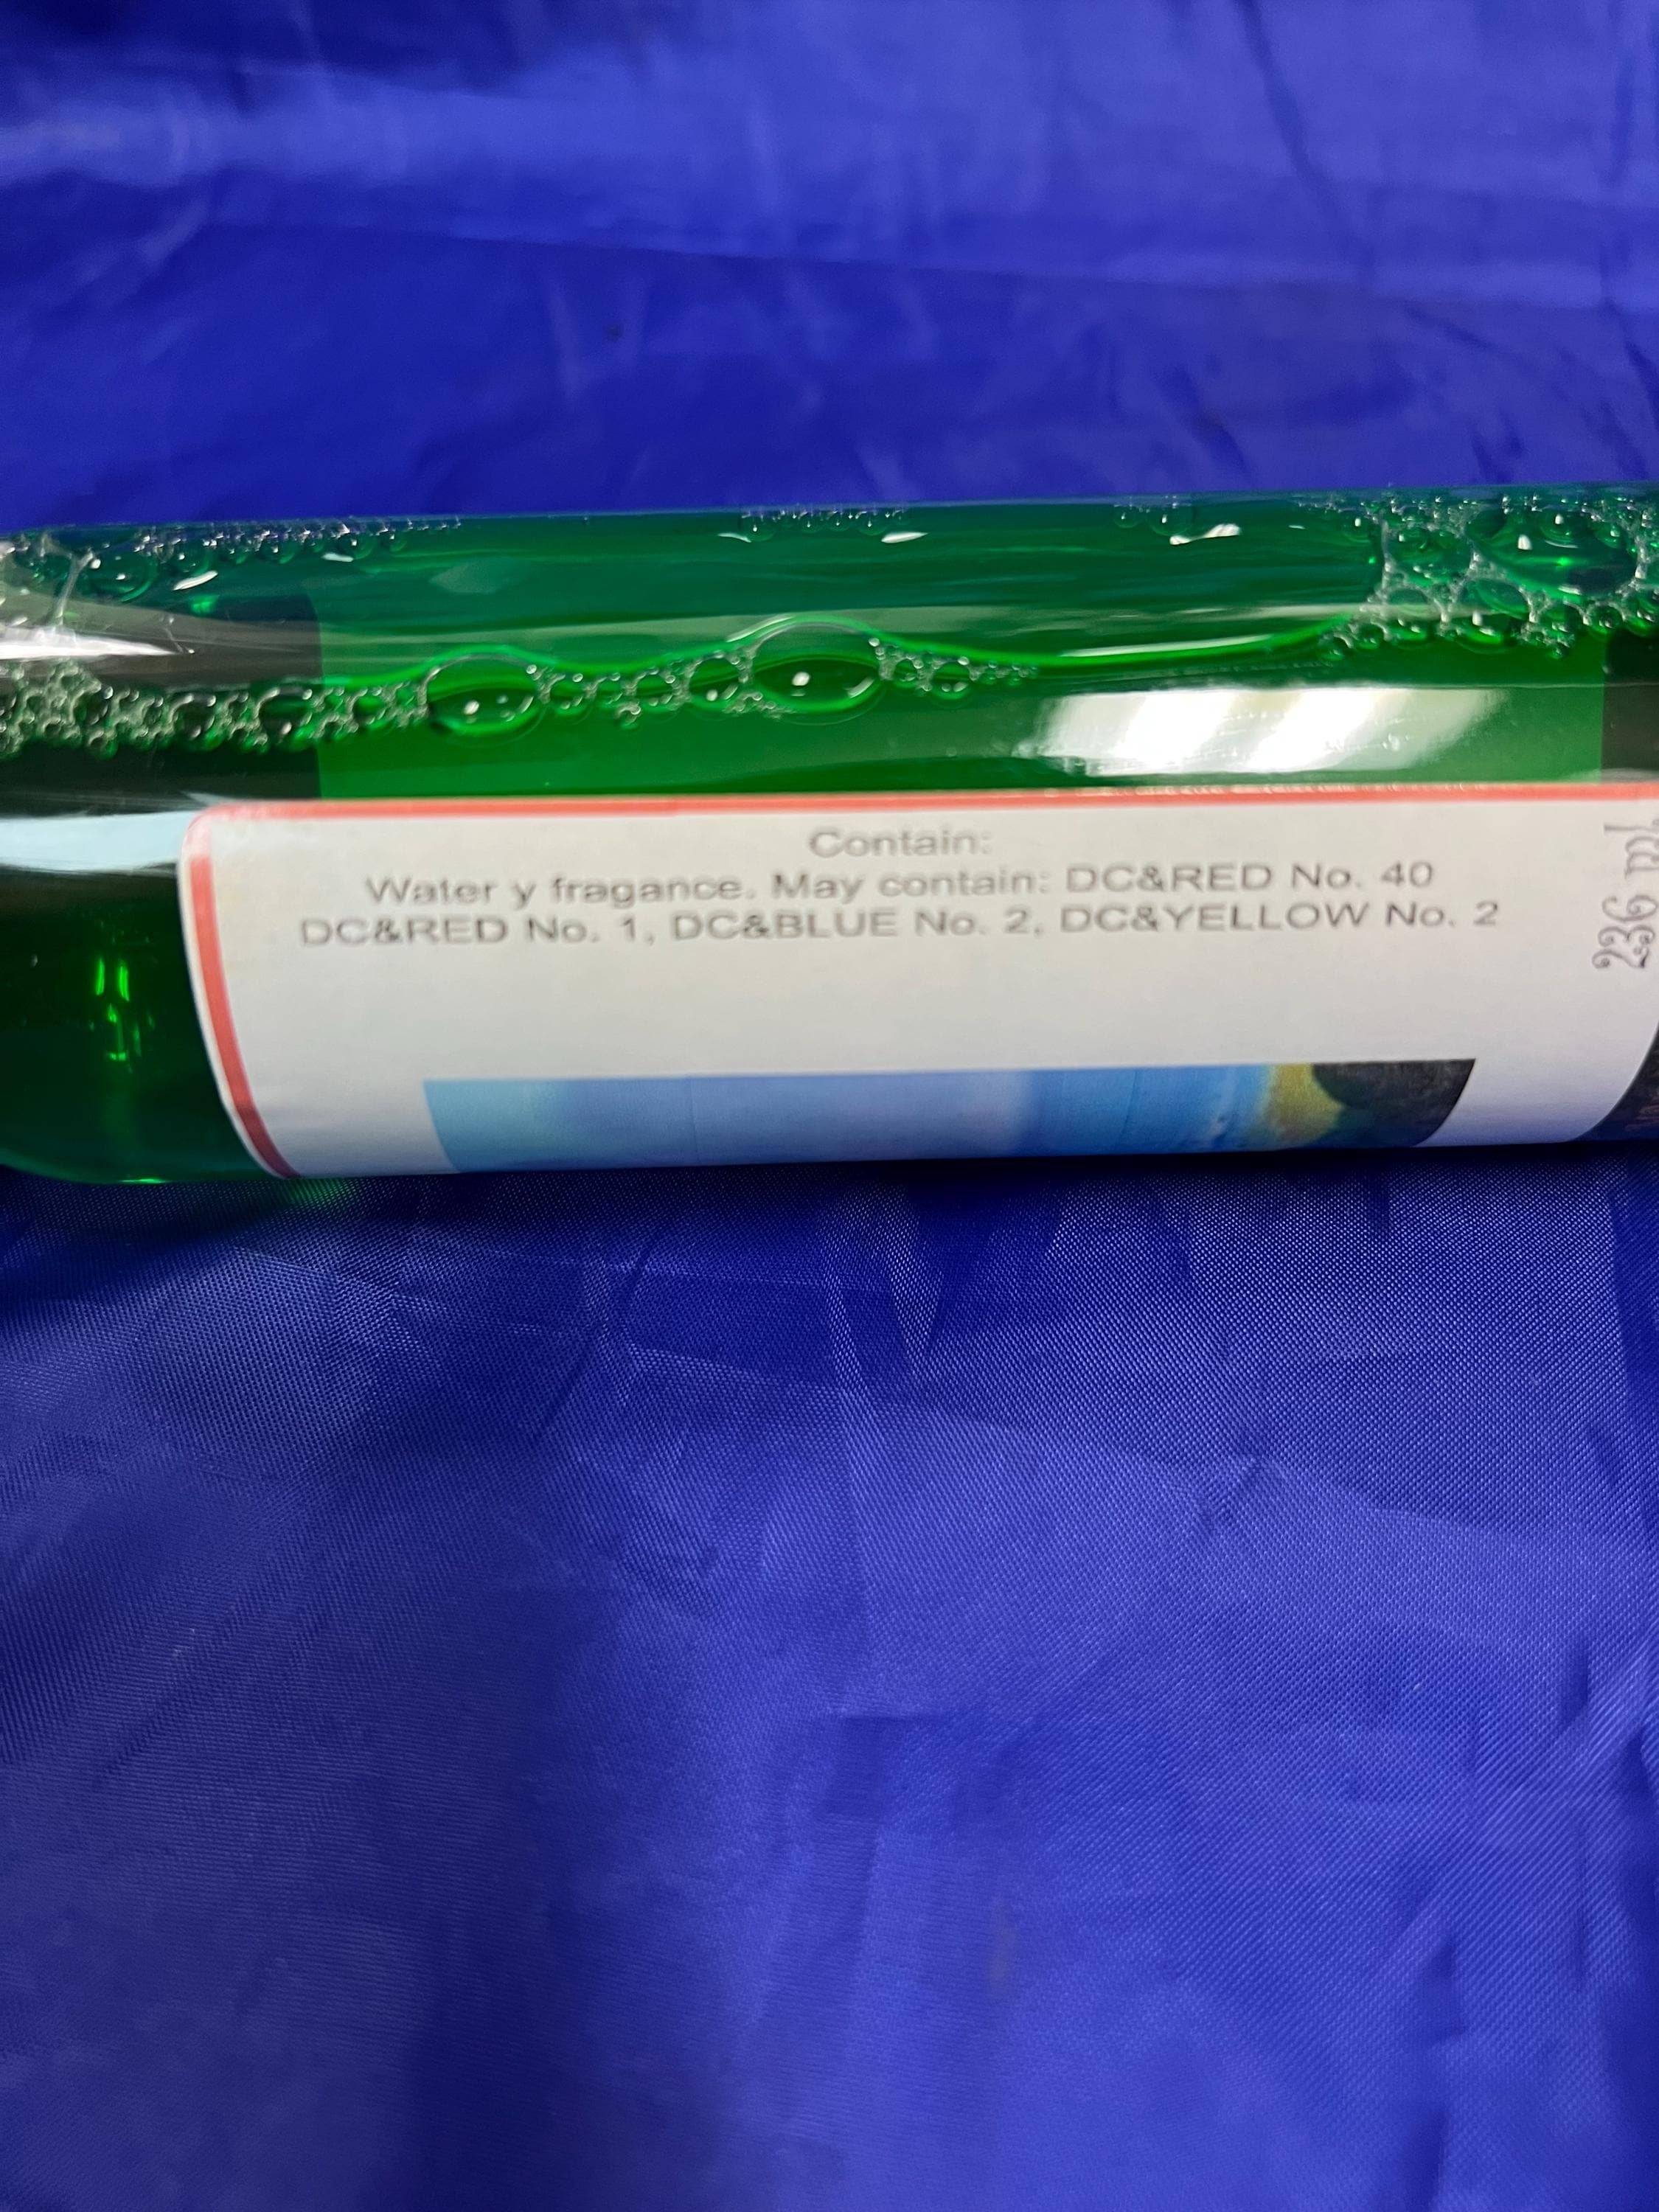 Contain:
Water y fragance. May contain: DC&RED No. 40
DC&RED No. 1, DC&BLUE No. 2, DC&YELLOW No. 2
236 ml